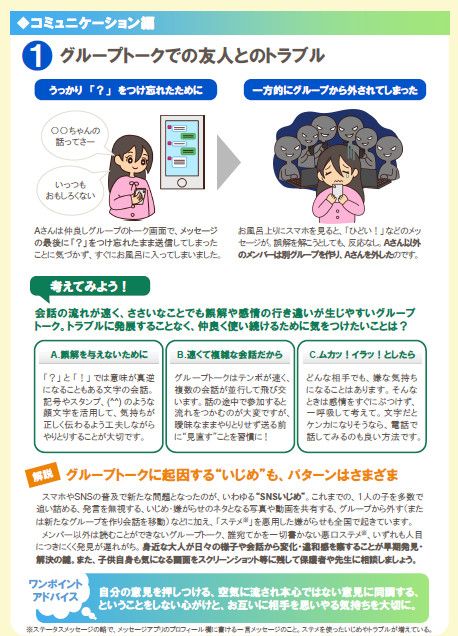 ◆コミュニケーション編
1 グループトークでの友人とのトラブル
うっかり「？」をつけ忘れたために
〇〇ちゃんの
話ってさー
いっつも
おもしろくない
Aさんは仲良しグループのトーク画面で、メッセージ
の最後に「？」をつけ忘れたまま送信してしまった
ことに気づかず、すぐにお風呂に入ってしまいました。
一方的にグループから外されてしまった
お風呂上りにスマホを見ると、「ひどい！」などのメッ
セージが。誤解を解こうとしても、反応なし。Aさん以外
のメンバーは別グループを作り、Aさんを外したのです。
考えてみよう！
会話の流れが速く、ささいなことでも誤解や感情の行き違いが生じやすいグループ
トーク。トラブルに発展することなく、仲良く使い続けるために気をつけたいことは？
A.誤解を与えないために
「？」と「！」では意味が真逆
になることもある文字の会話。
記号やスタンプ、(^^) のような
顔文字を活用して、気持ちが
正しく伝わるよう工夫しながら
やりとりすることが大切です。
B.速くて複雑な会話だから
グループトークはテンポが速く、
複数の会話が並行して飛び交
います。話の途中で参加すると
流れをつかむのが大変ですが、
曖昧なままやりとりせず送る前
に“見直す”ことを習慣に！
C.ムカッ！イラッ！としたら
どんな相手でも、嫌な気持ち
になることはあります。そんな
ときは感情をすぐにぶつけず、
一呼吸して考えて。文字だと
ケンカになりそうなら、電話で
話してみるのも良い方法です。
解説 グループトークに起因する“いじめ”も、パターンはさまざま
スマホやSNSの普及で新たな問題となったのが、いわゆる“SNSいじめ”。これまでの、1人の子を多数で
追い詰める、発言を無視する、いじめ・嫌がらせのネタとなる写真や動画を共有する、グループから外す（また
は新たなグループを作り会話を移動）などに加え、「ステメ※」を悪用した嫌がらせも全国で起きています。
メンバー以外は読むことができないグループトーク、誰宛てかを一切書かない悪口ステメ※、いずれも人目
につきにくく発見が遅れがち。身近な大人が日々の様子や会話から変化・違和感を察することが早期発見・
解決の鍵。また、子供自身も気になる画面をスクリーンショット等に残して保護者や先生に相談しましょう。
ワンポイント
アドバイス
自分の意見を押しつける、空気に流され本心ではない意見に同調する、
ということをしない心がけと、お互いに相手を思いやる気持ちを大切に。
※ステータスメッセージの略で、メッセージアプリのプロフィール欄に書ける一言メッセージのこと。ステメを使ったいじめやトラブルが増えている。